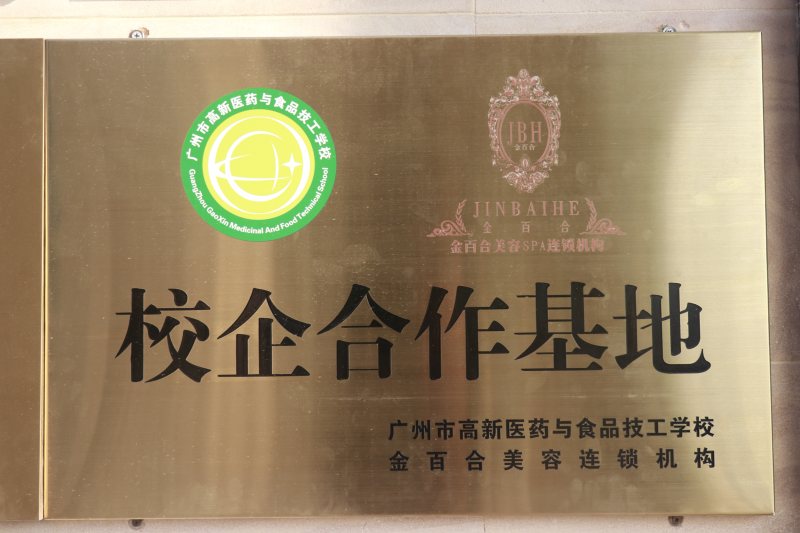 广州市高新医药与食品技工学校
GuangZhou GaoXin Medicinal And Food Technical School
JBH
金百合
JINBAIHE
金百合
金百合美容SPA连锁机构
校企合作基地
广州市高新医药与食品技工学校
金百合美容连锁机构